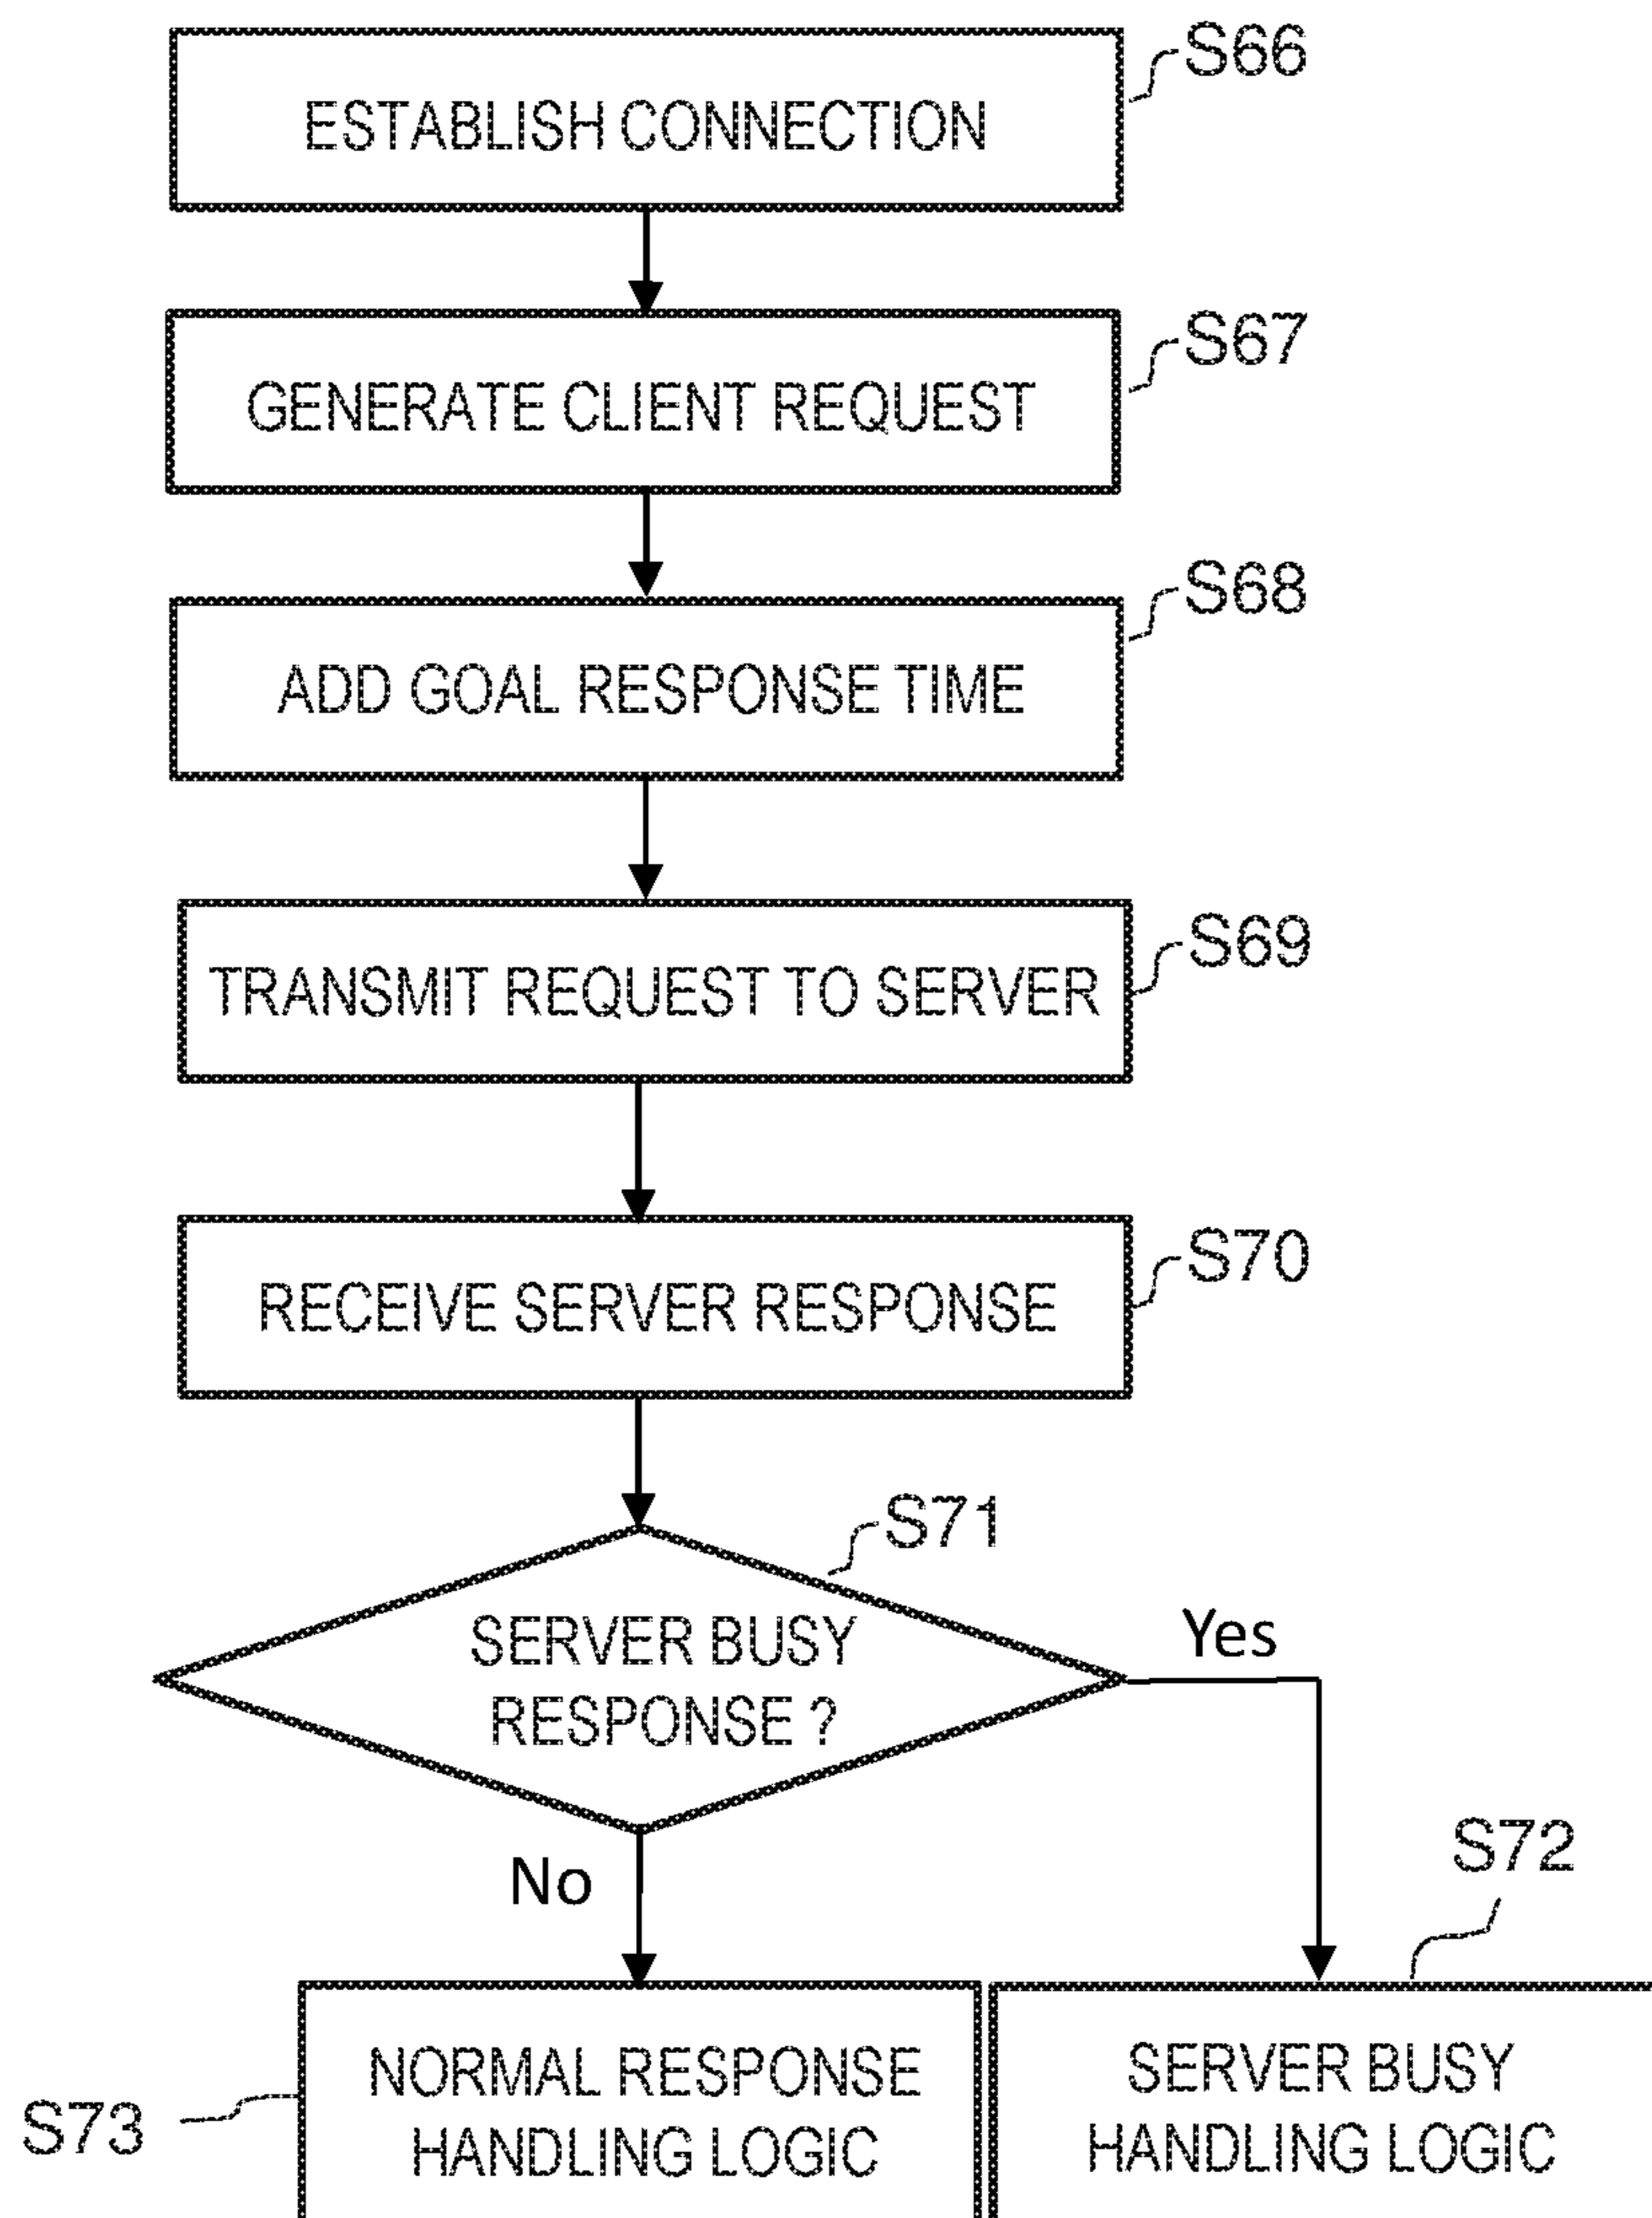 S66
ESTABLISH CONNECTION
S67
GENERATE CLIENT REQUEST
S68
ADD GOAL RESPONSE TIME
S69
TRANSMIT REQUEST TO SERVER
S70
RECEIVE SERVER RESPONSE
S71
SERVER BUSY
RESPONSE ?
Yes
No
S72
S73
NORMAL RESPONSE
HANDLING LOGIC
SERVER BUSY
HANDLING LOGIC